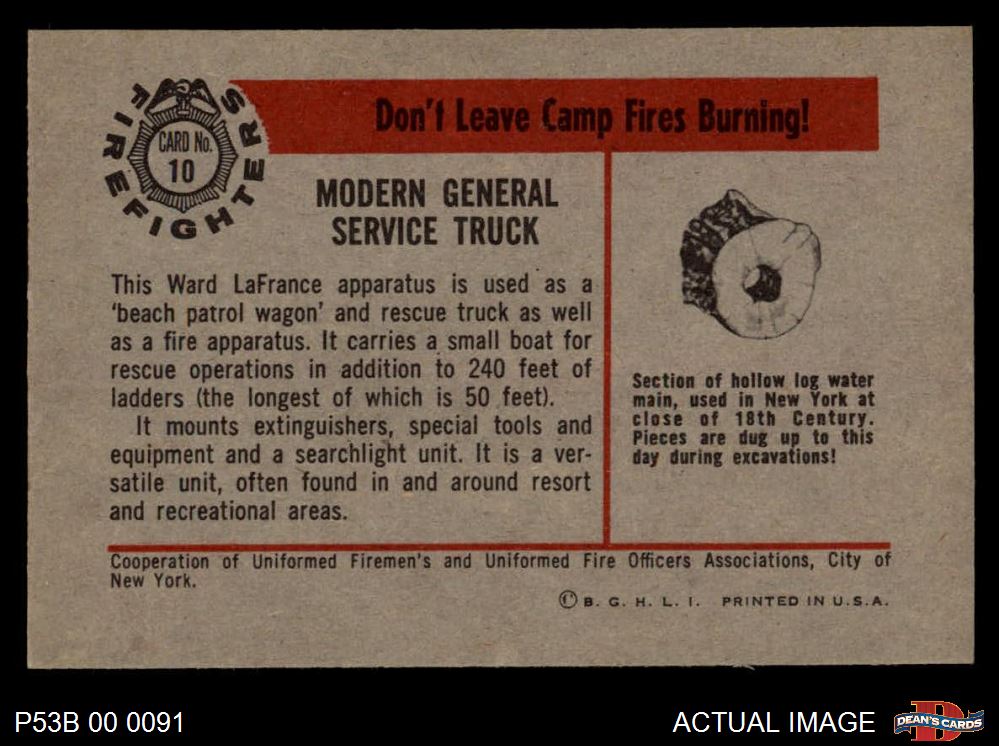 FIREFIGHTERS
CARD No.
10
Don't Leave Camp Fires Burning!
MODERN GENERAL
SERVICE TRUCK
This Ward LaFrance apparatus is used as a
'beach patrol wagon' and rescue truck as well
as a fire apparatus. It carries a small boat for
rescue operations in addition to 240 feet of
ladders (the longest of which is 50 feet).
It mounts extinguishers, special tools and
equipment and a searchlight unit. It is a ver-
satile unit, often found in and around resort
and recreational areas.
Section of hollow log water
main, used in New York at
close of 18th Century.
Pieces are dug up to this
day during excavations!
Cooperation of Uniformed Firemen's and Uniformed Fire Officers Associations, City of
New York.
© B. G. H. L. I. PRINTED IN U.S.A.
P53B 00 0091
ACTUAL IMAGE
DEAN'S CARDS